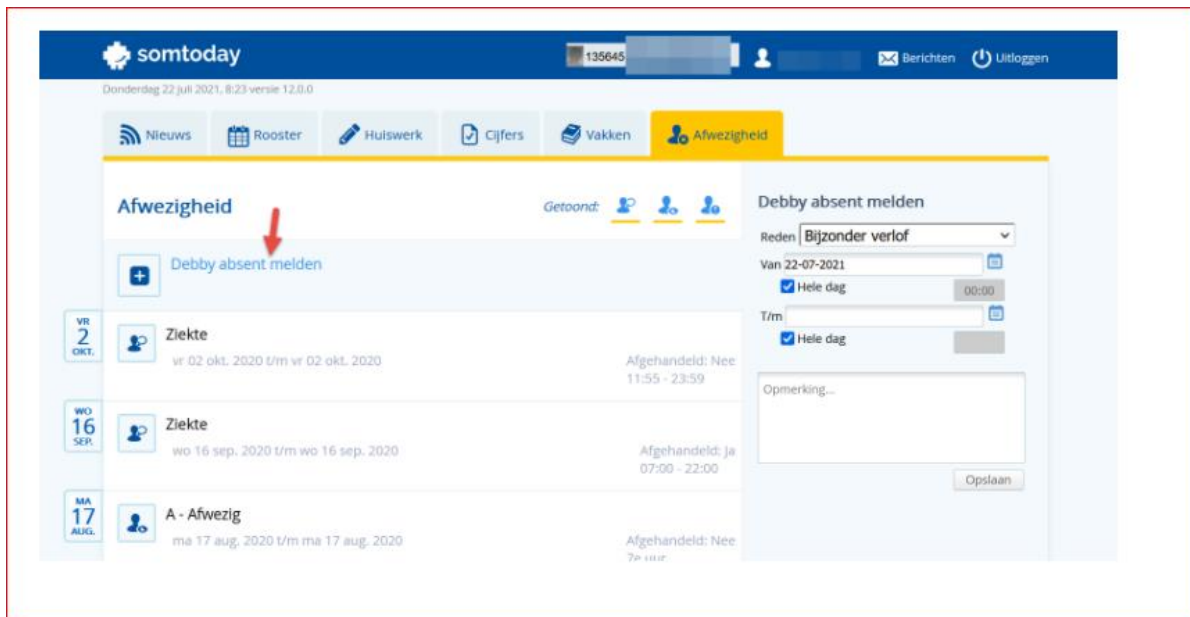 somtoday
135645
Berichten
Uitloggen
Donderdag 22 juli 2021, 8:23 versie 12.0.0
Nieuws
Rooster
Huiswerk
Cijfers
Vakken
Afwezigheid
Afwezigheid
Getoond:
Debby absent melden
VR
2
OKT.
Ziekte
vr 02 okt. 2020 t/m vr 02 okt. 2020
Afgehandeld: Nee
11:55 - 23:59
WO
16
SEP.
Ziekte
wo 16 sep. 2020 t/m wo 16 sep. 2020
Afgehandeld: Ja
07:00 - 22:00
MA
17
AUG.
A - Afwezig
ma 17 aug. 2020 t/m ma 17 aug. 2020
Afgehandeld: Nee
7e uur
Debby absent melden
Reden Bijzonder verlof
Van 22-07-2021
Hele dag 00:00
T/m
Hele dag
Opmerking...
Opslaan